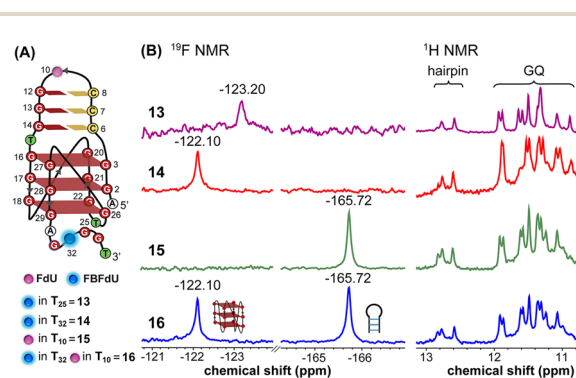 (A)
10
12 G C 8
13 G C 7
14 G C 6
T
16 G G 20
27 G G 3
17 G G 21
28 G G 2
18 G 22 G A 5'
29 G 25 T G 26
A G G
G 32 T 3'
FdU FBFdU
in T25 = 13
in T32 = 14
in T10 = 15
in T32 in T10 = 16
(B) 19F NMR 1H NMR
hairpin GQ
-123.20
13
-122.10
14
-165.72
15
-165.72
-122.10
16
-121 -122 -123 -165 -166 13 12 11
chemical shift (ppm) chemical shift (ppm)